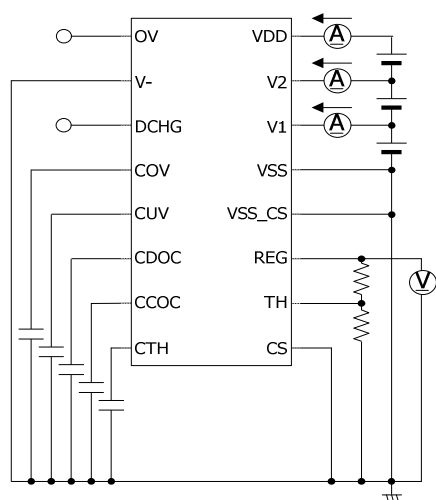 OV
V-
DCHG
COV
CUV
CDOC
CCOC
CTH
VDD
V2
V1
VSS
VSS_CS
REG
TH
CS
A
A
A
V